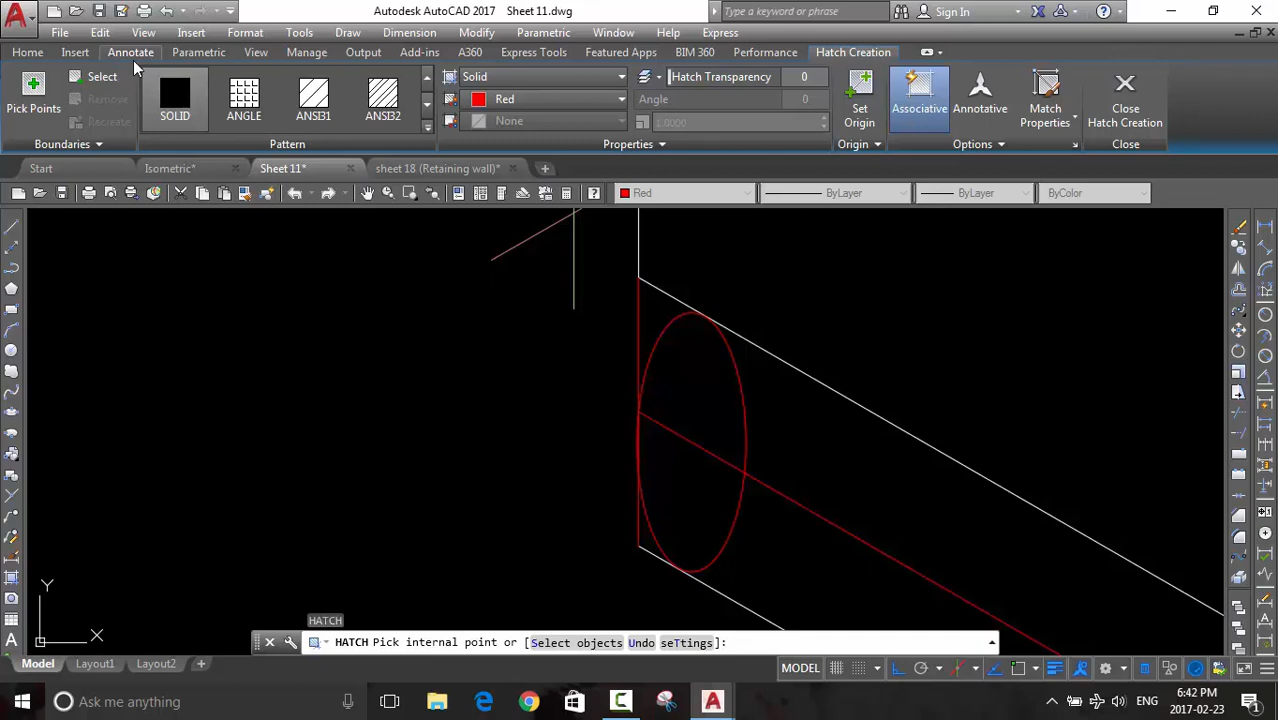 Autodesk AutoCAD 2017   Sheet 11.dwg
Type a keyword or phrase
Sign In
File Edit View Insert Format Tools Draw Dimension Modify Parametric Window Help Express
Home Insert Annotate Parametric View Manage Output Add-ins A360 Express Tools Featured Apps BIM 360 Performance Hatch Creation
Pick Points
Select
Remove
Recreate
Boundaries
SOLID
ANGLE
ANSI31
ANSI32
Pattern
Solid
Red
None
Hatch Transparency 0
Angle 0
1.0000
Properties
Set Origin
Origin
Associative
Annotative
Match Properties
Options
Close Hatch Creation
Close
Start Isometric* Sheet 11* sheet 18 (Retaining wall)*
Red ByLayer ByLayer ByColor
Y
X
HATCH
HATCH Pick internal point or [Select objects Undo seTtings]:
Model Layout1 Layout2
MODEL
Ask me anything
ENG
6:42 PM
2017-02-23